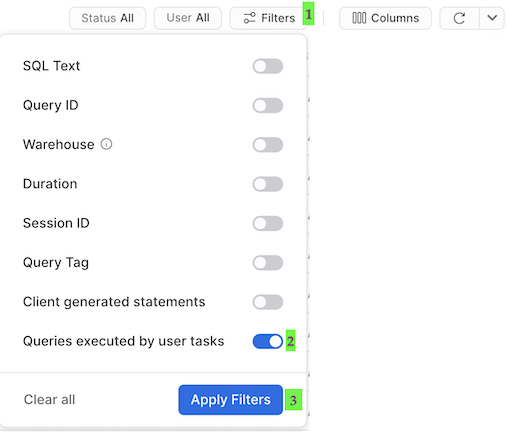 Status All User All Filters 1 Columns
SQL Text
Query ID
Warehouse
Duration
Session ID
Query Tag
Client generated statements
Queries executed by user tasks 2
Clear all Apply Filters 3